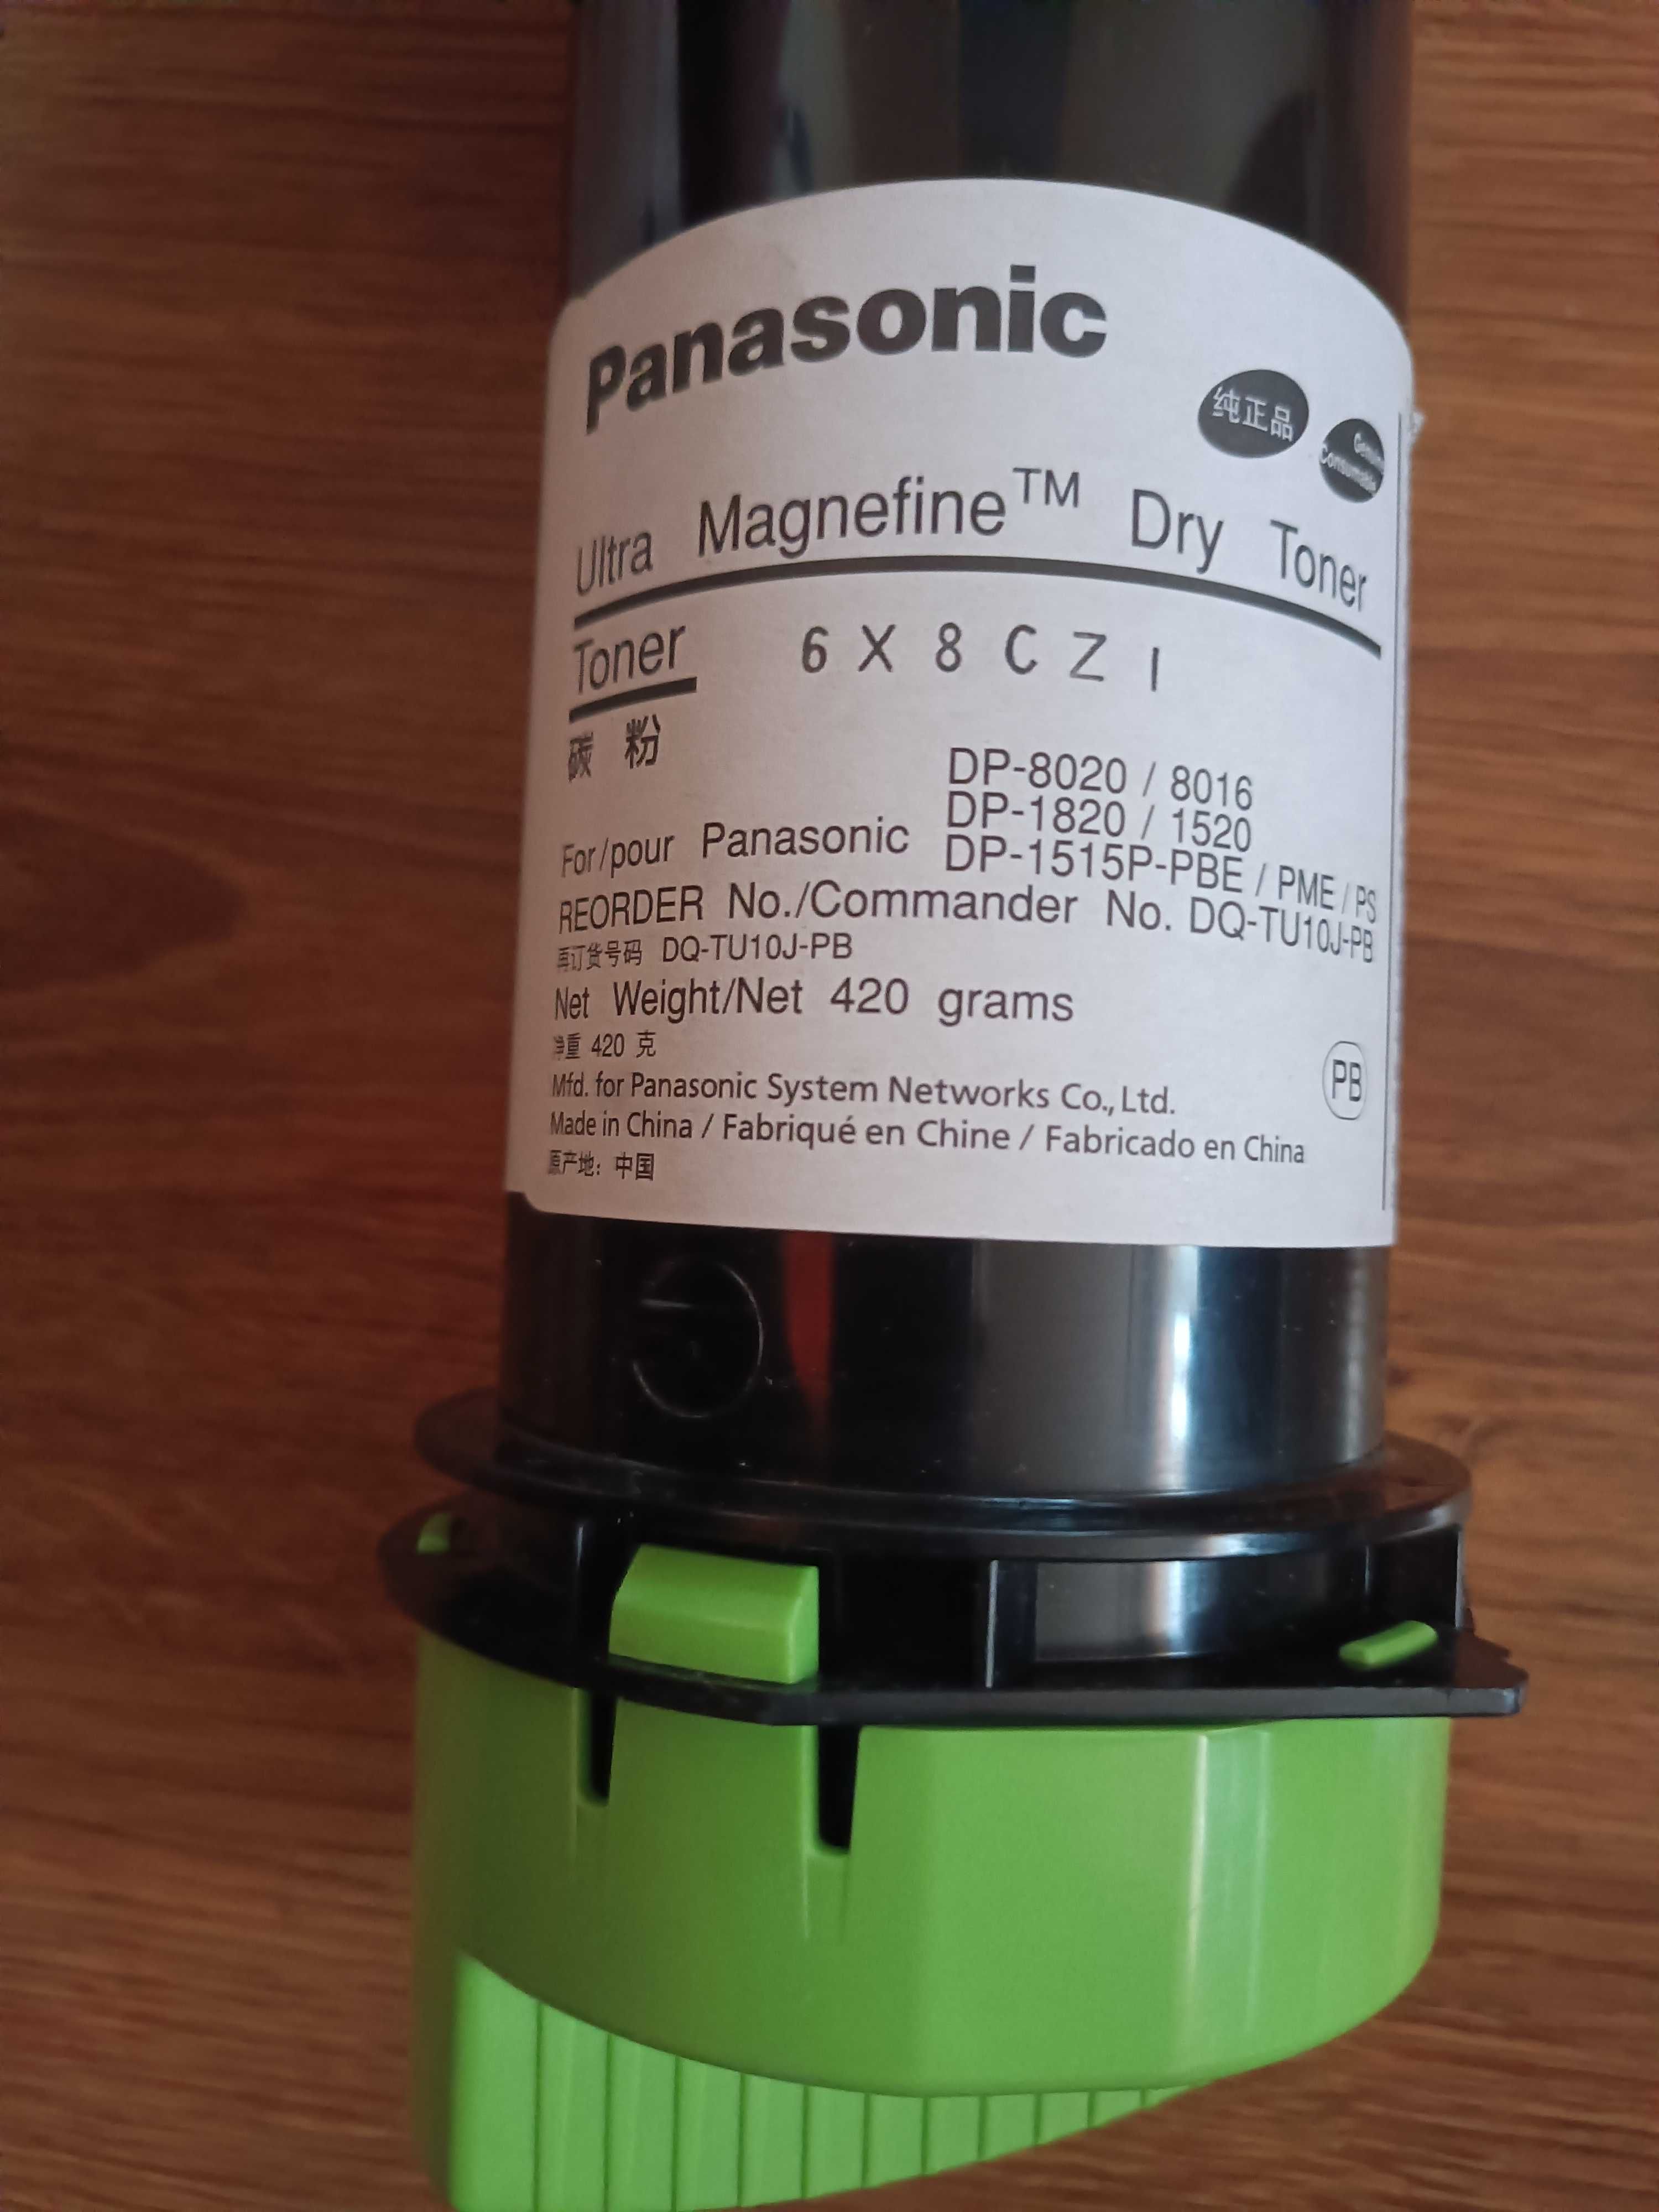 Panasonic
纯正品
Ultra Magnefine™ Dry Toner
Toner 6 X 8 C Z I
碳粉
DP-8020 / 8016
DP-1820 / 1520
For/pour Panasonic DP-1515P-PBE / PME / PS
REORDER No./Commander No. DQ-TU10J-PB
再订货号码 DQ-TU10J-PB
Net Weight/Net 420 grams
净重 420 克
PB
Mfd. for Panasonic System Networks Co., Ltd.
Made in China / Fabriqué en Chine / Fabricado en China
原产地：中国